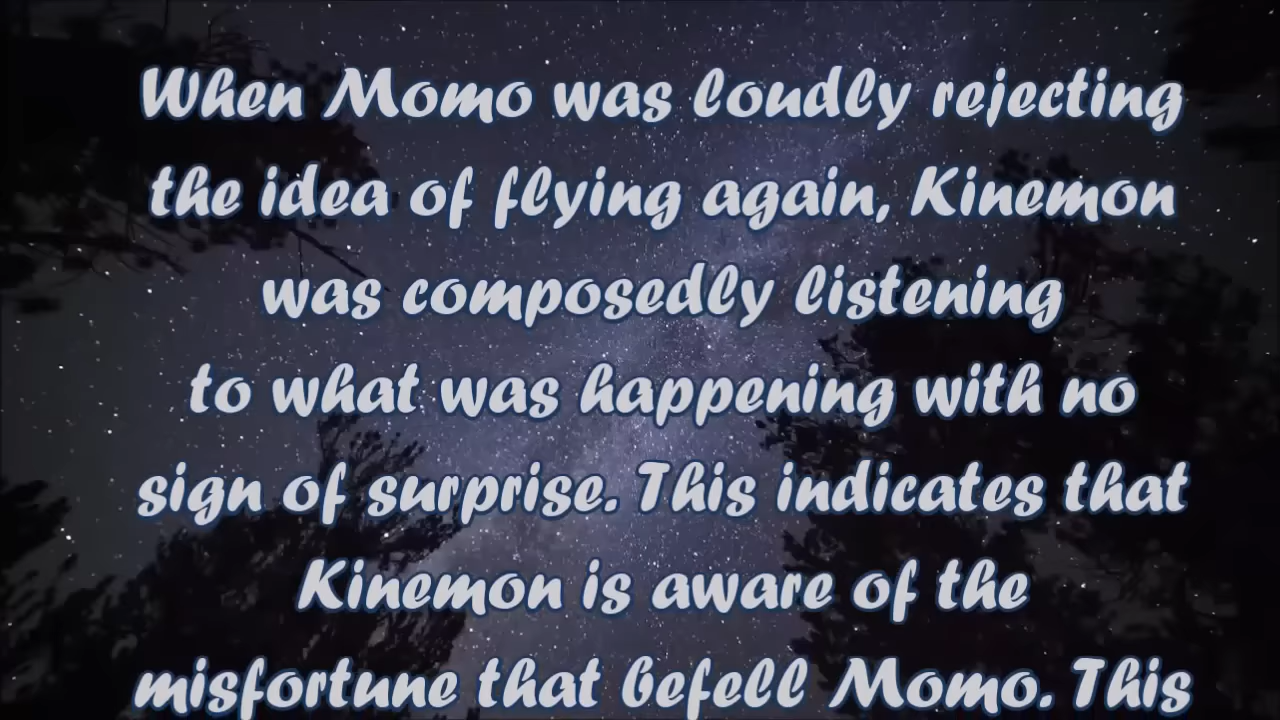 When Momo was loudly rejecting
the idea of flying again, Kinemon
was composedly listening
to what was happening with no
sign of surprise. This indicates that
Kinemon is aware of the
misfortune that befell Momo. This